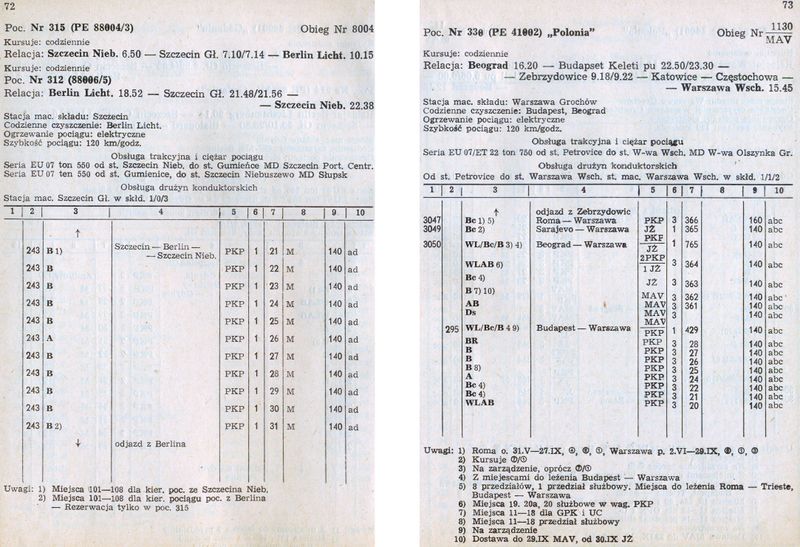 72
Poc. Nr 315 (PE 88004/3) Obieg Nr 8004
Kursuje: codziennie
Relacja: Szczecin Nieb. 6.50 — Szczecin Gł. 7.10/7.14 — Berlin Licht. 10.15
Kursuje: codziennie
Poc. Nr 312 (88006/5)
Relacja: Berlin Licht. 18.52 — Szczecin Gł. 21.48/21.56 —
— Szczecin Nieb. 22.38
Stacja mac. składu: Szczecin
Codzienne czyszczenie: Berlin Licht.
Ogrzewanie pociągu: elektryczne
Szybkość pociągu: 120 km/godz.
Obsługa trakcyjna i ciężar pociągu
Seria EU 07 ton 550 od st. Szczecin Nieb, do st. Gumieńce MD Szczecin Port. Centr.
Seria EU 07 ton 550 od st. Gumienice, do st. Szczecin Niebuszewo MD Słupsk
Obsługa drużyn konduktorskich
Stacja mac. Szczecin Gł. w skłd. 1/0/3
1 2 3 4 5 6 7 8 9 10
↑
243 B 1) Szczecin — Berlin — — Szczecin Nieb. PKP 1 21 M 140 ad
243 B PKP 1 22 M 140 ad
243 B PKP 1 23 M 140 ad
243 B PKP 1 24 M 140 ad
243 B PKP 1 25 M 140 ad
243 A PKP 1 26 M 140 ad
243 B PKP 1 27 M 140 ad
243 B PKP 1 28 M 140 ad
243 B PKP 1 29 M 140 ad
243 B PKP 1 30 M 140 ad
243 B 2) PKP 1 31 M 140 ad
↓ odjazd z Berlina
Uwagi: 1) Miejsca 101—108 dla kier. poc. ze Szczecina Nieb,
2) Miejsca 101—108 dla kier. pociągu poc. z Berlina
— Rezerwacja tylko w poc. 315
73
Poc. Nr 330 (PE 41002) „Polonia" Obieg Nr 1130
MAV
Kursuje: codziennie
Relacja: Beograd 16.20 — Budapset Keleti pu 22.50/23.30 —
— Zebrzydowice 9.18/9.22 — Katowice — Częstochowa —
— Warszawa Wsch. 15.45
Stacja mac. składu: Warszawa Grochów
Codzienne czyszczenie: Budapest, Beograd
Ogrzewanie pociągu: elektryczne
Szybkość pociągu: 120 km/godz.
Obsługa trakcyjna i ciężar pociągu
Seria EU 07/ET 22 ton 750 od st. Petrovice do st. W-wa Wsch. MD W-wa Olszynka Gr.
Obsługa drużyn konduktorskich
Od st. Petrovice do st. Warszawa Wsch. st. mac. Warszawa Wsch. w skłd. 1/1/2
1 2 3 4 5 6 7 8 9 10
↑ odjazd z Zebrzydowic
3047 Bc 1) 5) Roma — Warszawa PKP 3 366 160 abc
3049 Bc 2) Sarajevo — Warszawa JŻ 1 365 140 abc
PKP
3050 WL/Bc/B 3) 4) Beograd — Warszawa JŻ 1 765 140 abc
2PKP
WLAB 6) 1 JŻ 3 364 140 abc
Bc 4) JŻ 3 363 140 abc
B 7) 10) MAV 3 362 140 abc
AB MAV 3 361 140 abc
Ds MAV 3 140 abc
MAV
295 WL/Bc/B 4 9) Budapest — Warszawa PKP 1 429 140 abc
BR PKP 3 28 140 abc
B PKP 3 27 140 abc
B PKP 3 26 140 abc
B 8) PKP 3 25 140 abc
A PKP 3 24 140 abc
Bc 4) PKP 3 22 140 abc
Bc 4) PKP 3 21 140 abc
WLAB PKP 3 20 140 abc
Uwagi: 1) Roma o. 31.V—27.IX, Warszawa p. 2.VI—29.IX,
2) Kursuje ⑦/①
3) Na zarządzenie, oprócz ⑦/①
4) Z miejescami do leżenia Budapest — Warszawa
5) 8 przedziałów, 1 przedział służbowy. Miejsca do leżenia Roma — Trieste,
Budapest — Warszawa
6) Miejsca 19. 20a, 20 służbowe w wag. PKP
7) Miejsca 11—18 dla GPK i UC
8) Miejsca 11—18 przedział służbowy
9) Na zarządzenie
10) Dostawa do 29.IX MAV, od 30.IX JŻ